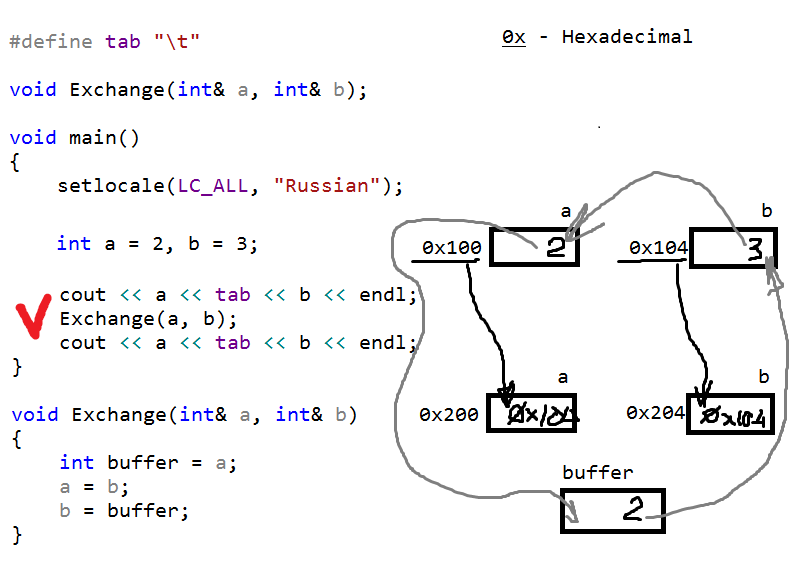 #define tab "\t"
0x - Hexadecimal
void Exchange(int& a, int& b);
void main()
{
setlocale(LC_ALL, "Russian");
int a = 2, b = 3;
cout << a << tab << b << endl;
Exchange(a, b);
cout << a << tab << b << endl;
}
void Exchange(int& a, int& b)
{
int buffer = a;
a = b;
b = buffer;
}
a
b
0x100
2
0x104
3
a
b
0x200
0x204
0x104
buffer
2